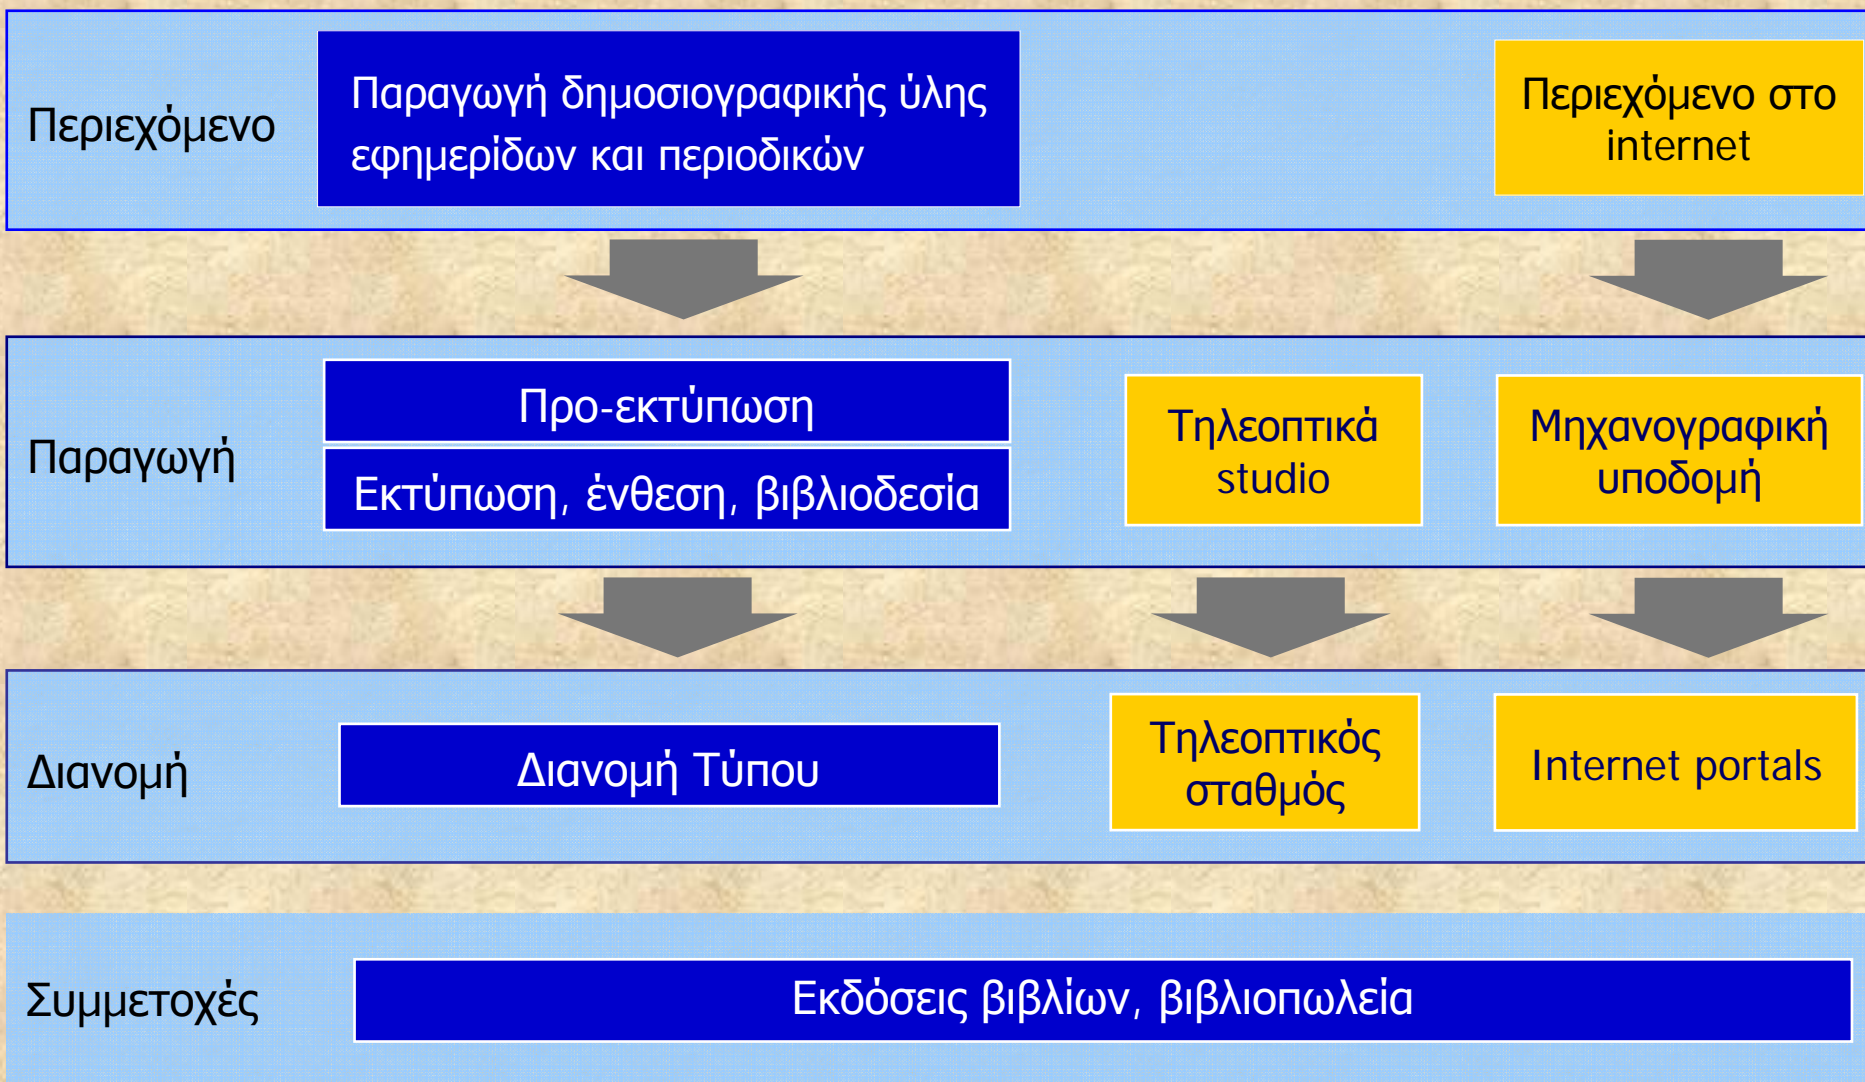 Περιεχόμενο
Παραγωγή δημοσιογραφικής ύλης
εφημερίδων και περιοδικών
Περιεχόμενο στο
internet
Παραγωγή
Προ-εκτύπωση
Εκτύπωση, ένθεση, βιβλιοδεσία
Τηλεοπτικά
studio
Μηχανογραφική
υποδομή
Διανομή
Διανομή Τύπου
Τηλεοπτικός
σταθμός
Internet portals
Συμμετοχές
Εκδόσεις βιβλίων, βιβλιοπωλεία